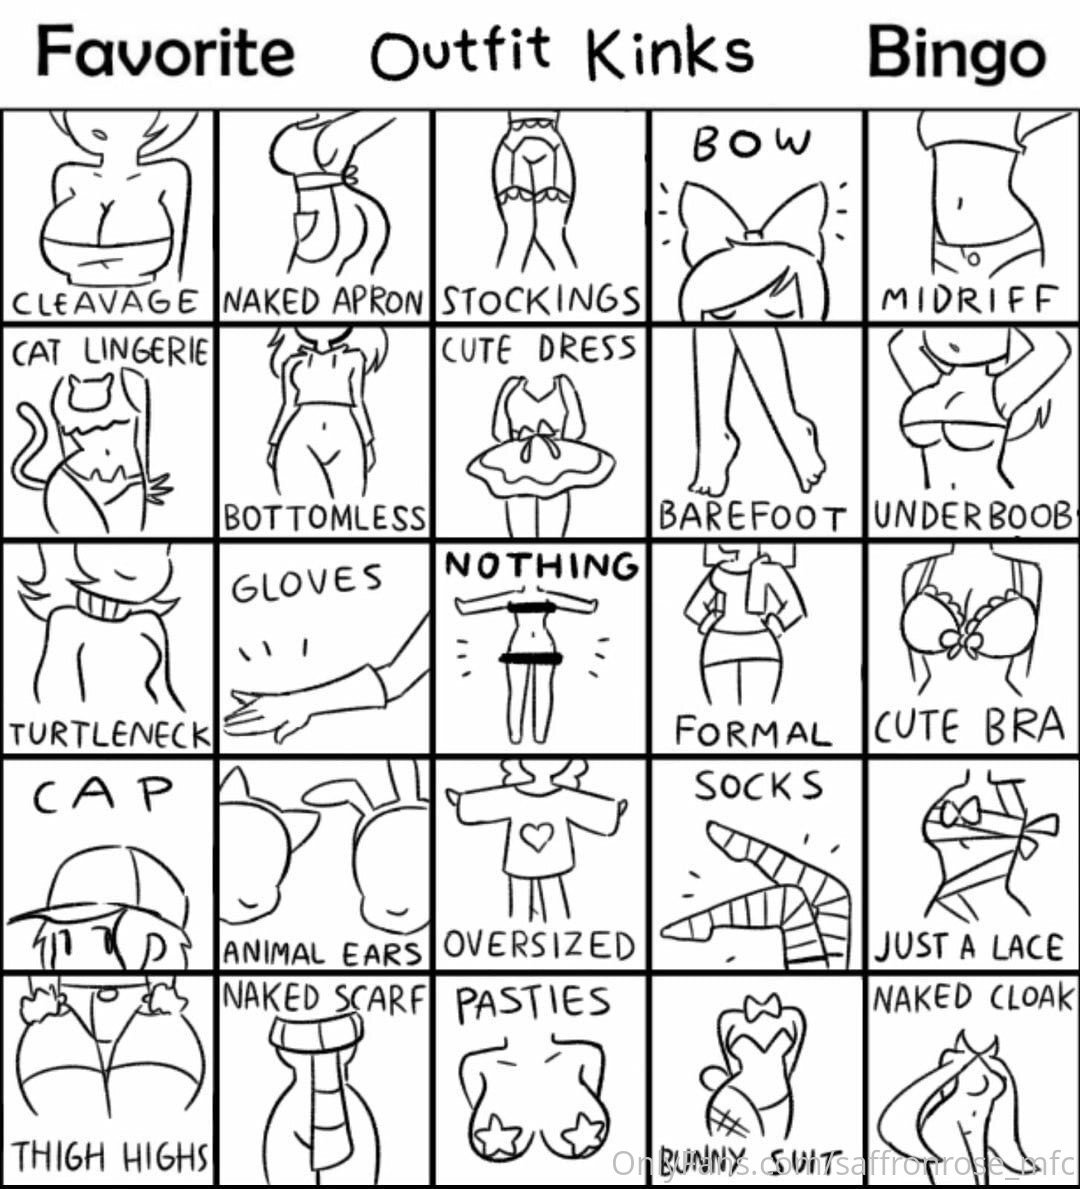 Favorite Outfit Kinks Bingo
CLEAVAGE
NAKED APRON
STOCKINGS
BOW
MIDRIFF
CAT LINGERIE
BOTTOMLESS
CUTE DRESS
BAREFOOT
UNDERBOOB
TURTLENECK
GLOVES
NOTHING
FORMAL
CUTE BRA
CAP
ANIMAL EARS
OVERSIZED
SOCKS
JUST A LACE
THIGH HIGHS
NAKED SCARF
PASTIES
BUNNY SUIT
NAKED CLOAK
OnlyFans.com/saffronrose_mfc